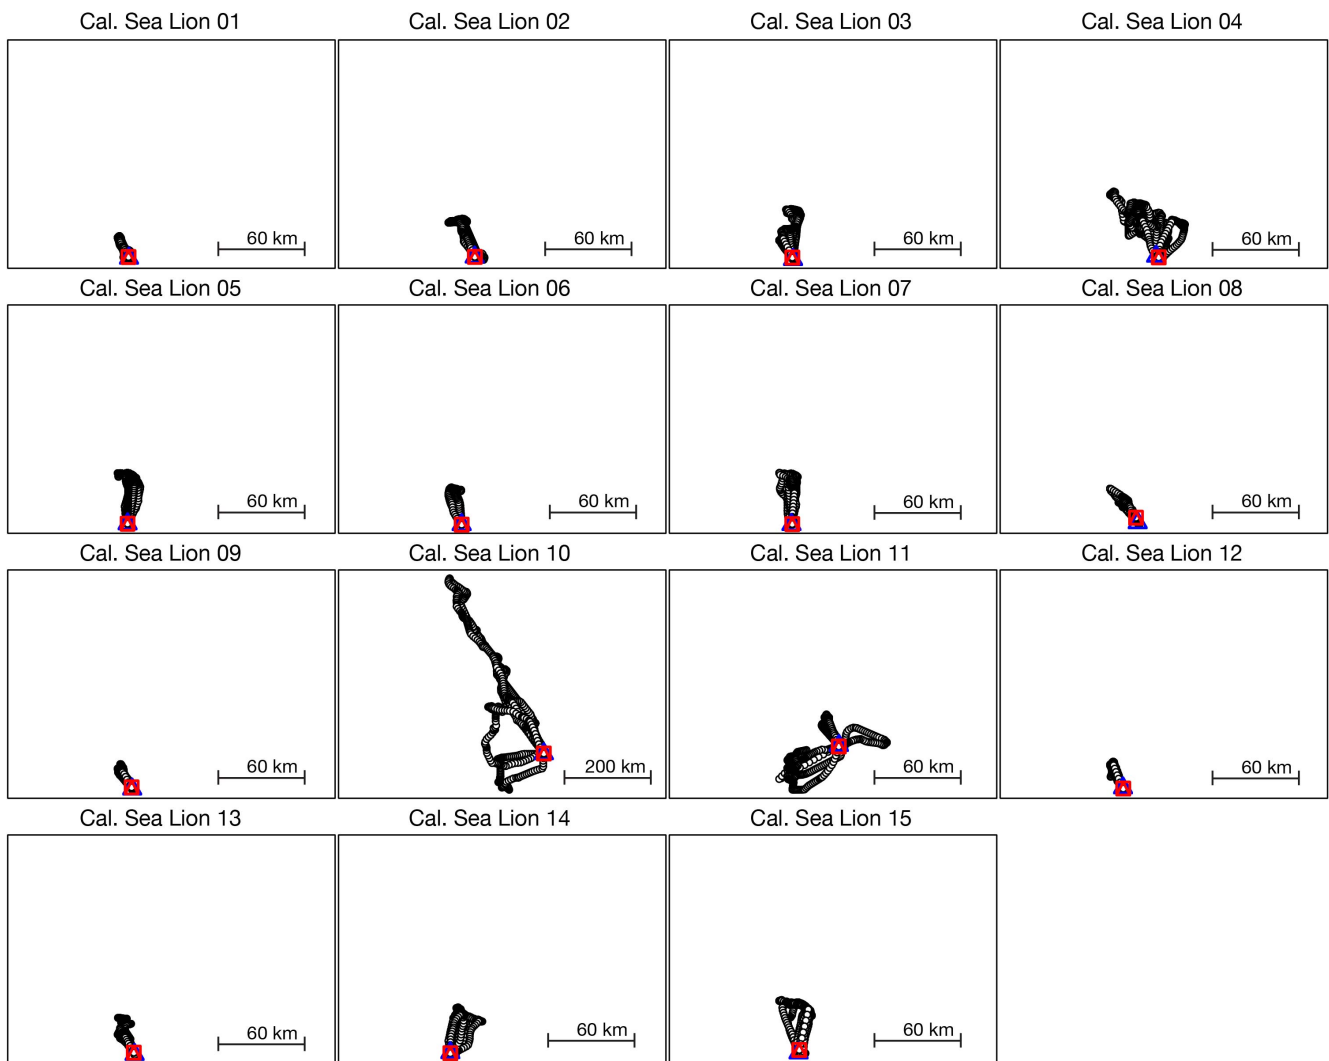 Cal. Sea Lion 01
Cal. Sea Lion 02
Cal. Sea Lion 03
Cal. Sea Lion 04
60 km
60 km
60 km
60 km
Cal. Sea Lion 05
Cal. Sea Lion 06
Cal. Sea Lion 07
Cal. Sea Lion 08
60 km
60 km
60 km
60 km
Cal. Sea Lion 09
Cal. Sea Lion 10
Cal. Sea Lion 11
Cal. Sea Lion 12
60 km
200 km
60 km
60 km
Cal. Sea Lion 13
Cal. Sea Lion 14
Cal. Sea Lion 15
60 km
60 km
60 km